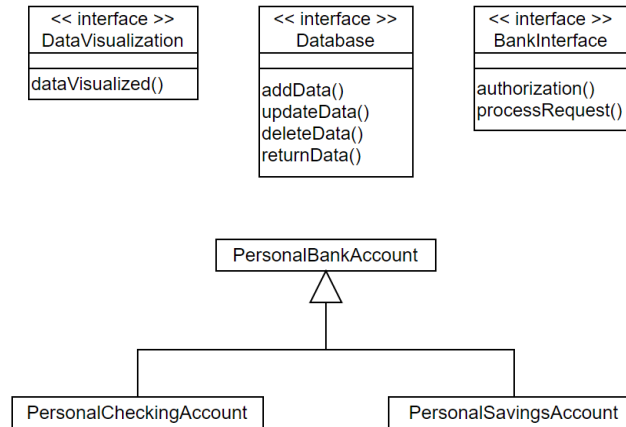 << interface >>
DataVisualization
dataVisualized()
<< interface >>
Database
addData()
updateData()
deleteData()
returnData()
<< interface >>
BankInterface
authorization()
processRequest()
PersonalBankAccount
PersonalCheckingAccount
PersonalSavingsAccount